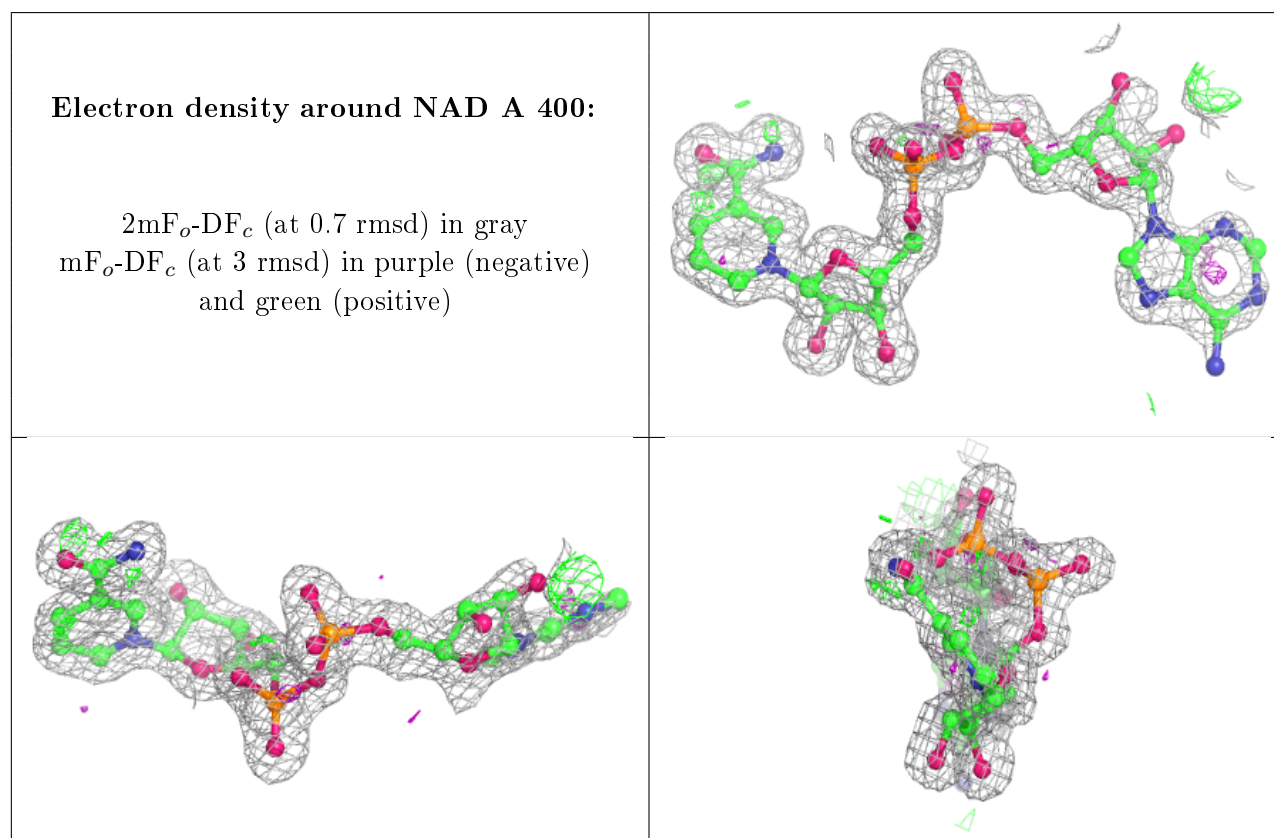 Electron density around NAD A 400:
2mFₒ-DF𝒸 (at 0.7 rmsd) in gray
mFₒ-DF𝒸 (at 3 rmsd) in purple (negative)
and green (positive)